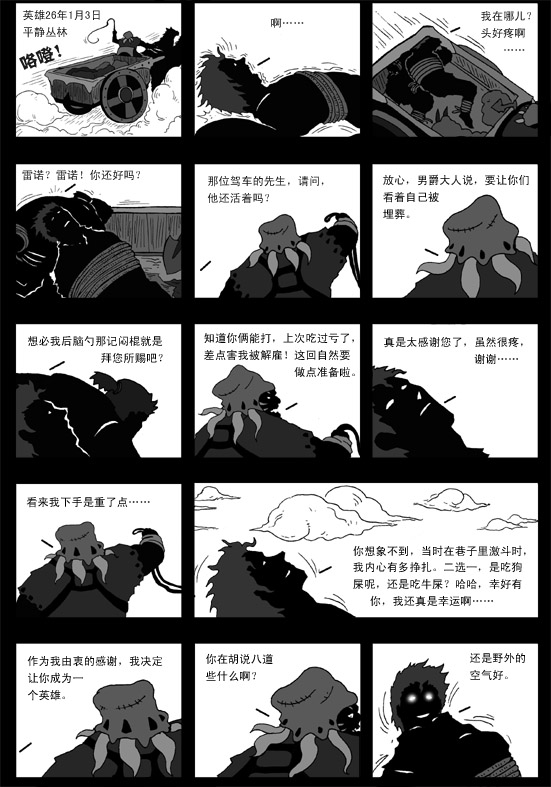 英雄26年1月3日
平静丛林
咯噔!
啊……
我在哪儿?
头好疼啊
……
雷诺? 雷诺! 你还好吗?
那位驾车的先生, 请问,
他还活着吗?
放心, 男爵大人说, 要让你们
看着自己被
埋葬。
想必我后脑勺那记闷棍就是
拜您所赐吧?
知道你俩能打, 上次吃过亏了,
差点害我被解雇! 这回自然要
做点准备啦。
真是太感谢您了, 虽然很疼,
谢谢……
看来我下手是重了点……
你想象不到, 当时在巷子里激斗时,
我内心有多挣扎。二选一, 是吃狗
屎呢, 还是吃牛屎? 哈哈, 幸好有
你, 我还真是幸运啊……
作为我由衷的感谢, 我决定
让你成为一
个英雄。
你在胡说八道
些什么啊?
还是野外的
空气好。